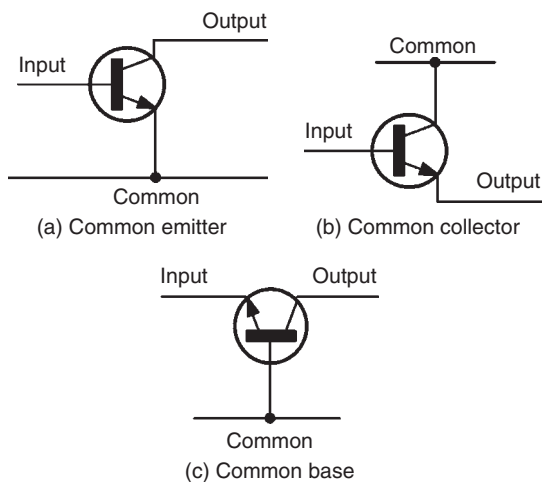 Output
Input
Common
(a) Common emitter
Common
Input
Output
(b) Common collector
Input
Output
Common
(c) Common base